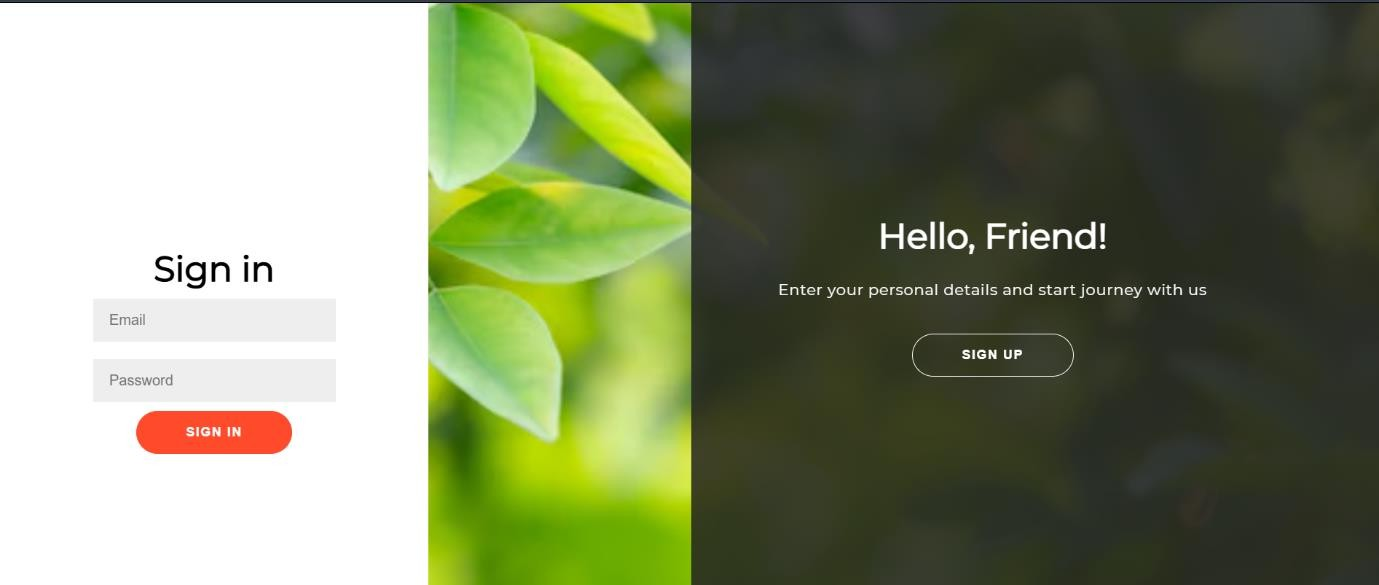 Sign in
Email
Password
SIGN IN
Hello, Friend!
Enter your personal details and start journey with us
SIGN UP